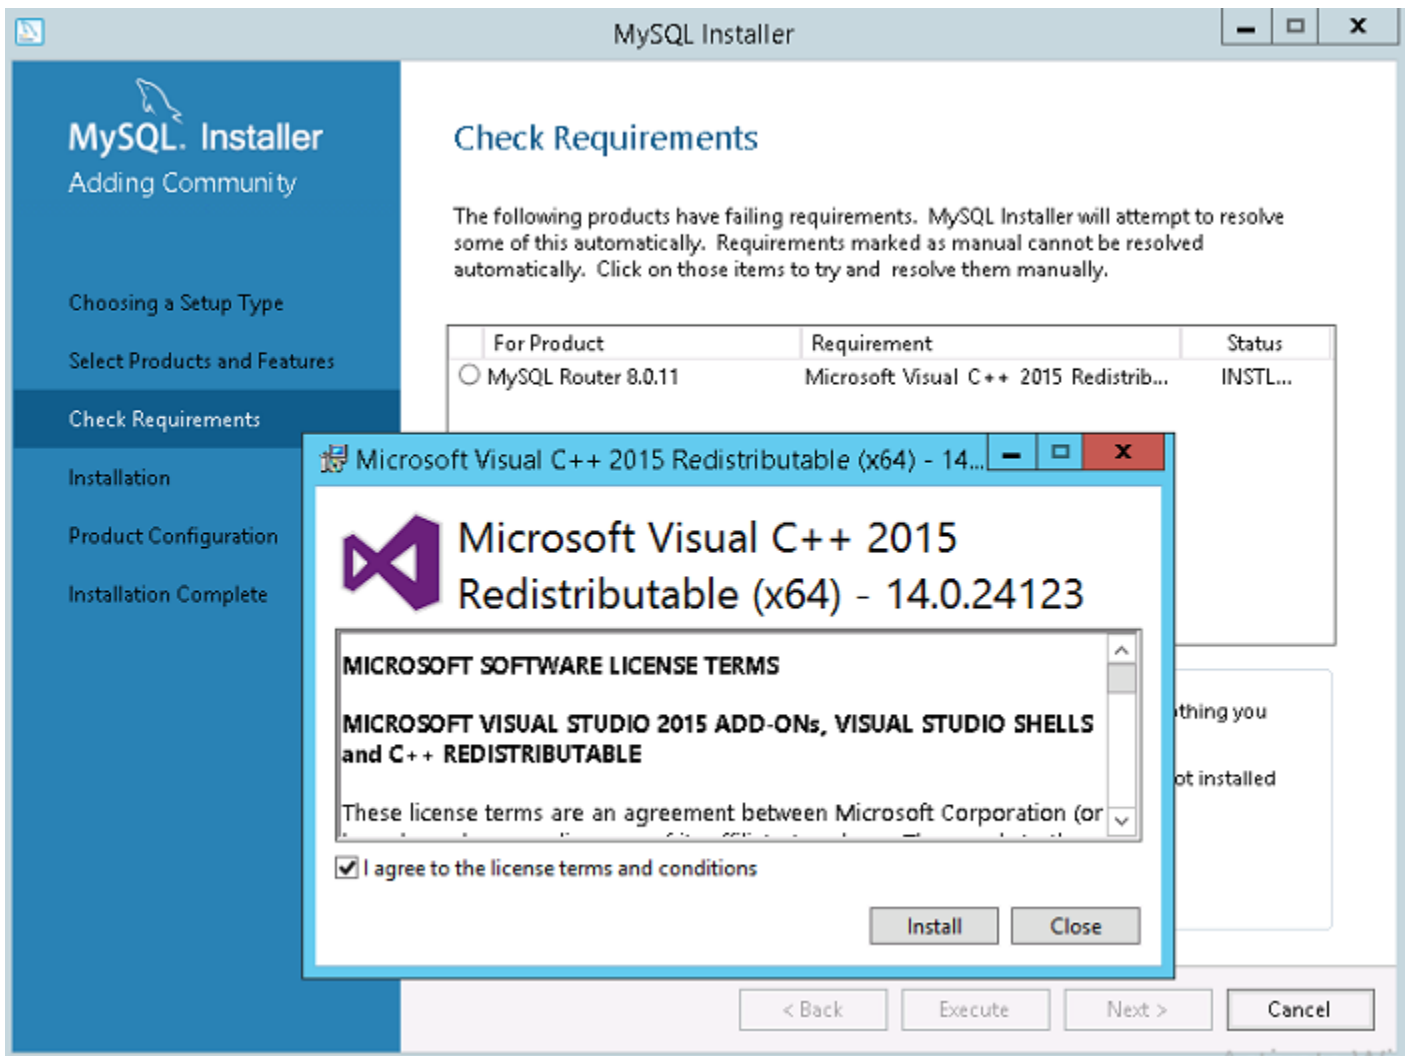 MySQL Installer
MySQL. Installer
Adding Community
Choosing a Setup Type
Select Products and Features
Check Requirements
Installation
Product Configuration
Installation Complete
Check Requirements
The following products have failing requirements. MySQL Installer will attempt to resolve
some of this automatically. Requirements marked as manual cannot be resolved
automatically. Click on those items to try and resolve them manually.
For Product Requirement Status
MySQL Router 8.0.11 Microsoft Visual C++ 2015 Redistrib... INSTL...
Microsoft Visual C++ 2015 Redistributable (x64) - 14...
Microsoft Visual C++ 2015
Redistributable (x64) - 14.0.24123
MICROSOFT SOFTWARE LICENSE TERMS
MICROSOFT VISUAL STUDIO 2015 ADD-ONs, VISUAL STUDIO SHELLS
and C++ REDISTRIBUTABLE
These license terms are an agreement between Microsoft Corporation (or
I agree to the license terms and conditions
Install Close
thing you
ot installed
< Back Execute Next > Cancel